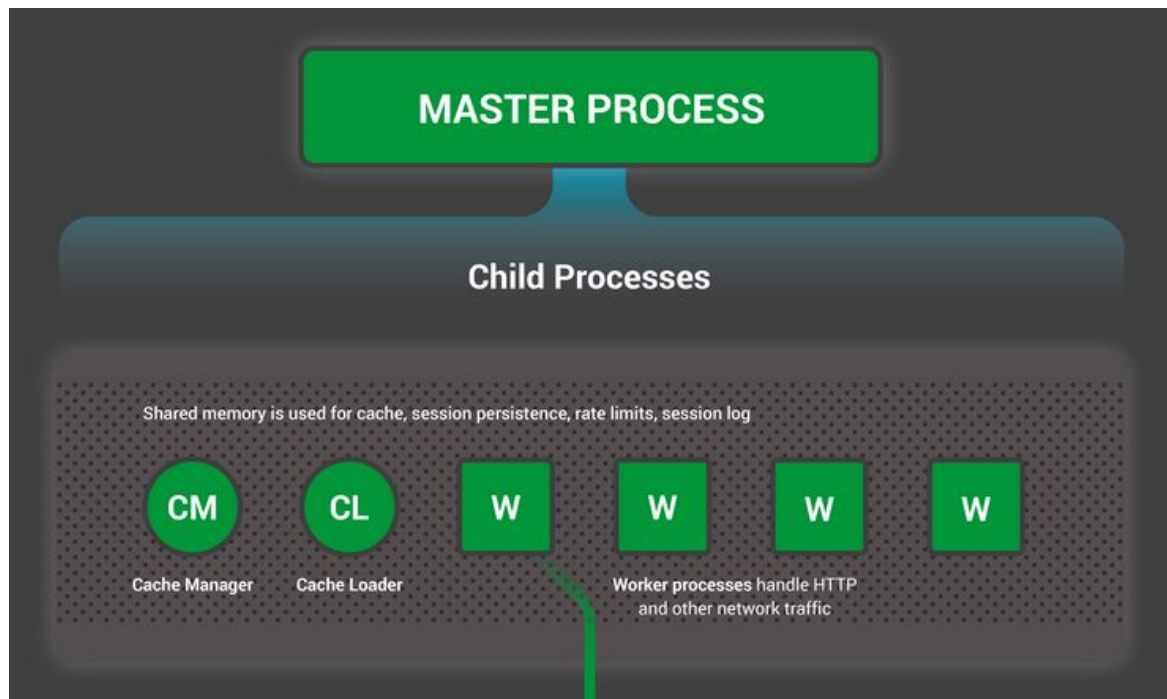 MASTER PROCESS
Child Processes
Shared memory is used for cache, session persistence, rate limits, session log
CM
CL
W
W
W
W
Cache Manager
Cache Loader
Worker processes handle HTTP
and other network traffic